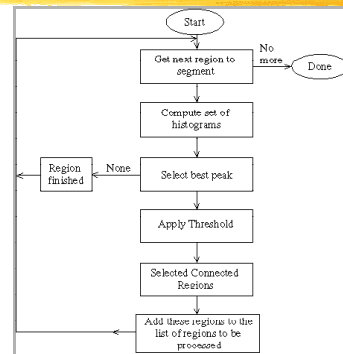 Start
Get next region to
segment
No
more
Done
Compute set of
histograms
Select best peak
None
Region
finished
Apply Threshold
Selected Connected
Regions
Add these regions to the
list of regions to be
processed